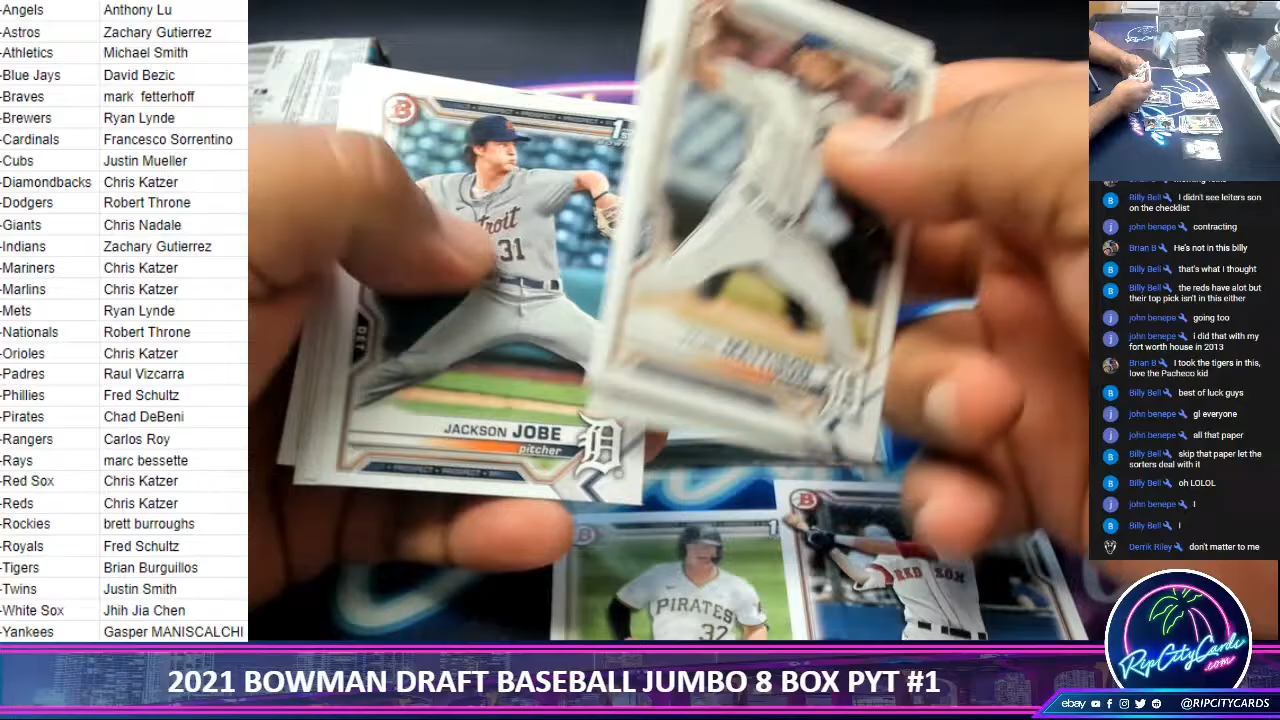 -Angels Anthony Lu
-Astros Zachary Gutierrez
-Athletics Michael Smith
-Blue Jays David Bezic
-Braves mark fetterhoff
-Brewers Ryan Lynde
-Cardinals Francesco Sorrentino
-Cubs Justin Mueller
-Diamondbacks Chris Katzer
-Dodgers Robert Throne
-Giants Chris Nadale
-Indians Zachary Gutierrez
-Mariners Chris Katzer
-Marlins Chris Katzer
-Mets Ryan Lynde
-Nationals Robert Throne
-Orioles Chris Katzer
-Padres Raul Vizcarra
-Phillies Fred Schultz
-Pirates Chad DeBeni
-Rangers Carlos Roy
-Rays marc bessette
-Red Sox Chris Katzer
-Reds Chris Katzer
-Rockies brett burroughs
-Royals Fred Schultz
-Tigers Brian Burguillos
-Twins Justin Smith
-White Sox Jhih Jia Chen
-Yankees Gasper MANISCALCHI
B
1st
31
DET
JACKSON JOBE
pitcher
PROSPECT PROSPECT
B
1
PIRATES
32
B
RED SOX
B Billy Bell I didn't see leiters son
on the checklist
j john benepe contracting
Brian B He's not in this billy
B Billy Bell that's what I thought
B Billy Bell the reds have alot but
their top pick isn't in this either
j john benepe going too
j john benepe i did that with my
fort worth house in 2013
Brian B I took the tigers in this,
love the Pacheco kid
B Billy Bell best of luck guys
j john benepe gl everyone
j john benepe all that paper
B Billy Bell skip that paper let the
sorters deal with it
B Billy Bell oh LOLOL
j john benepe l
B Billy Bell l
Derrik Riley don't matter to me
RipCityCards
.com
2021 BOWMAN DRAFT BASEBALL JUMBO 8 BOX PYT #1
ebay @RIPCITYCARDS